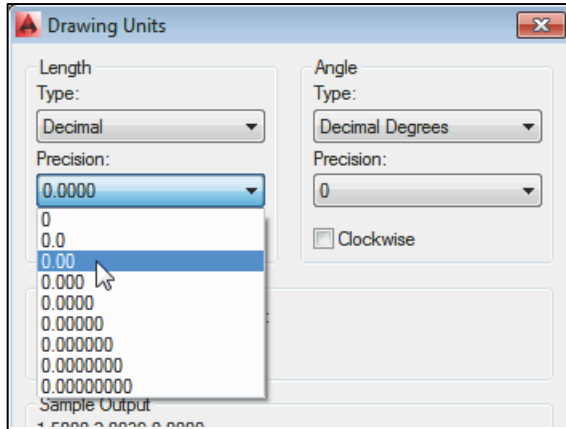 Drawing Units
Length
Type:
Decimal
Precision:
0.0000
0
0.0
0.00
0.000
0.0000
0.00000
0.000000
0.0000000
0.00000000
Angle
Type:
Decimal Degrees
Precision:
0
Clockwise
Sample Output